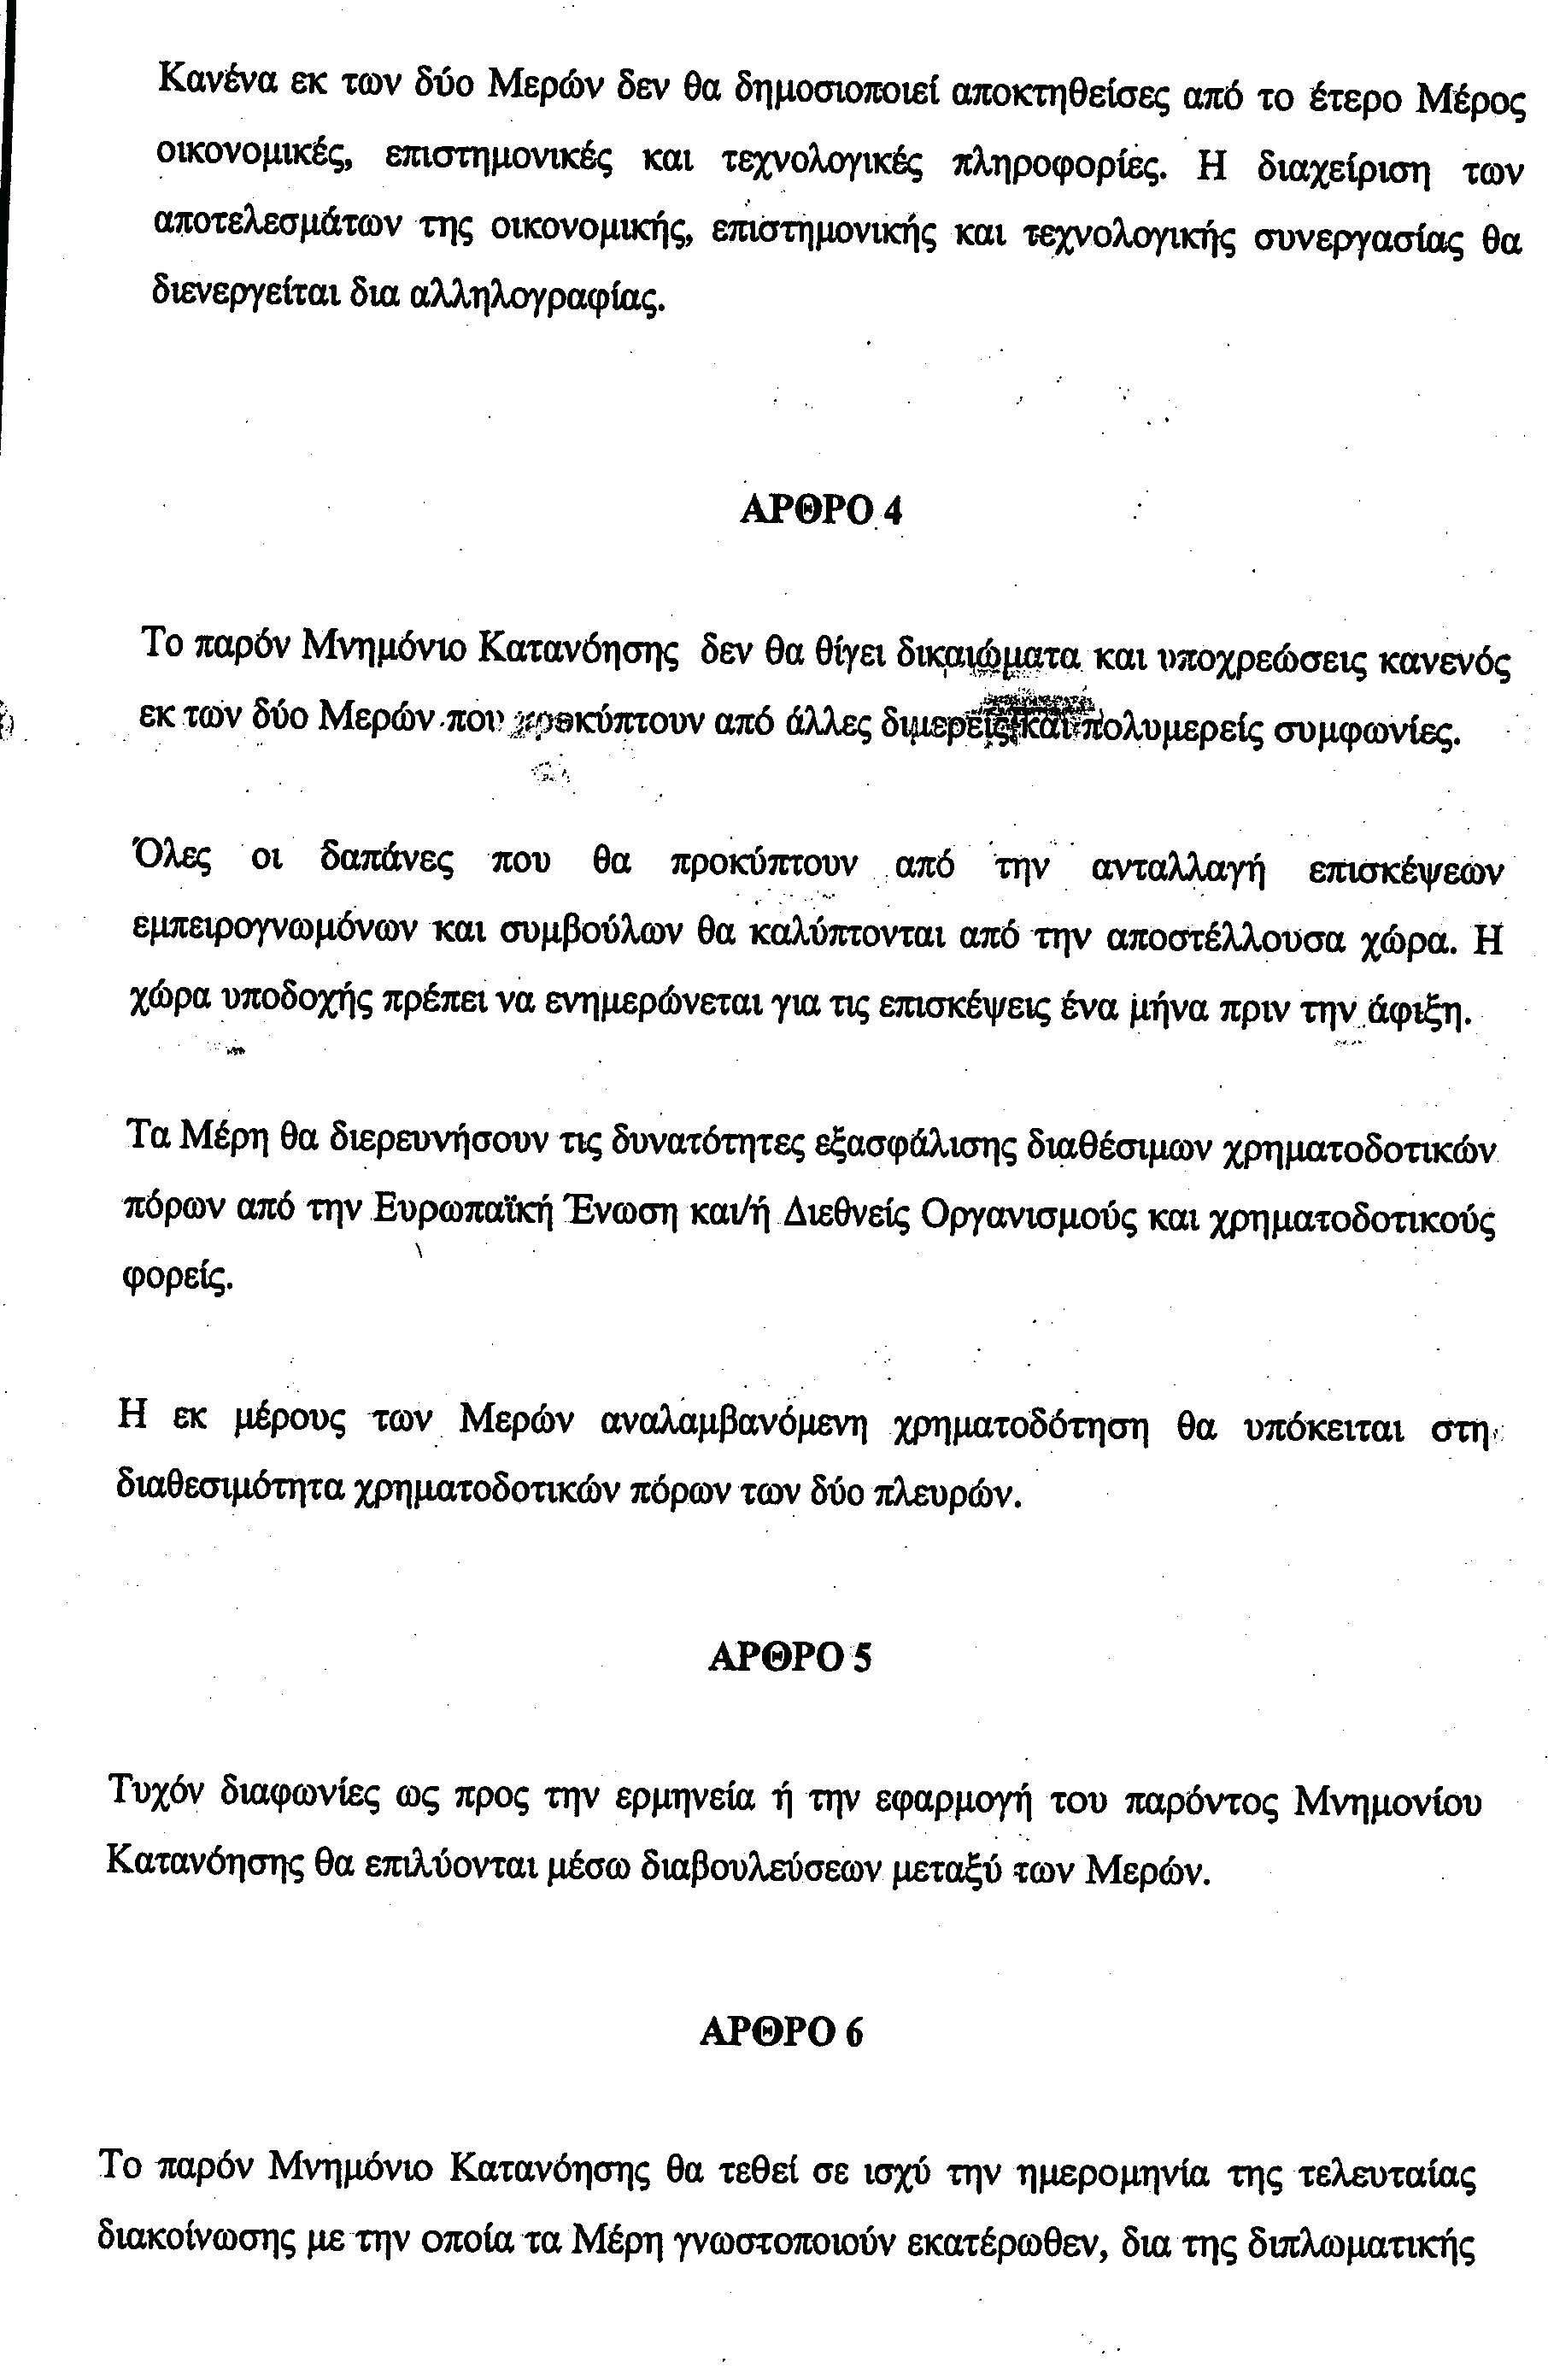 Κανένα εκ των δύο Μερών δεν θα δημοσιοποιεί αποκτηθείσες από το έτερο Μέρος
οικονομικές, επιστημονικές και τεχνολογικές πληροφορίες. Η διαχείριση των
αποτελεσμάτων της οικονομικής, επιστημονικής και τεχνολογικής συνεργασίας θα
διενεργείται δια αλληλογραφίας.
ΑΡΘΡΟ 4
Το παρόν Μνημόνιο Κατανόησης δεν θα θίγει δικαιώματα και υποχρεώσεις κανενός
εκ των δύο Μερών που προκύπτουν από άλλες διμερείς και πολυμερείς συμφωνίες.
Όλες οι δαπάνες που θα προκύπτουν από την ανταλλαγή επισκέψεων
εμπειρογνωμόνων και συμβούλων θα καλύπτονται από την αποστέλλουσα χώρα. Η
χώρα υποδοχής πρέπει να ενημερώνεται για τις επισκέψεις ένα μήνα πριν την άφιξη.
Τα Μέρη θα διερευνήσουν τις δυνατότητες εξασφάλισης διαθέσιμων χρηματοδοτικών
πόρων από την Ευρωπαϊκή Ένωση και/ή Διεθνείς Οργανισμούς και χρηματοδοτικούς
φορείς.
Η εκ μέρους των Μερών αναλαμβανόμενη χρηματοδότηση θα υπόκειται στη
διαθεσιμότητα χρηματοδοτικών πόρων των δύο πλευρών.
ΑΡΘΡΟ 5
Τυχόν διαφωνίες ως προς την ερμηνεία ή την εφαρμογή του παρόντος Μνημονίου
Κατανόησης θα επιλύονται μέσω διαβουλεύσεων μεταξύ των Μερών.
ΑΡΘΡΟ 6
Το παρόν Μνημόνιο Κατανόησης θα τεθεί σε ισχύ την ημερομηνία της τελευταίας
διακοίνωσης με την οποία τα Μέρη γνωστοποιούν εκατέρωθεν, δια της διπλωματικής